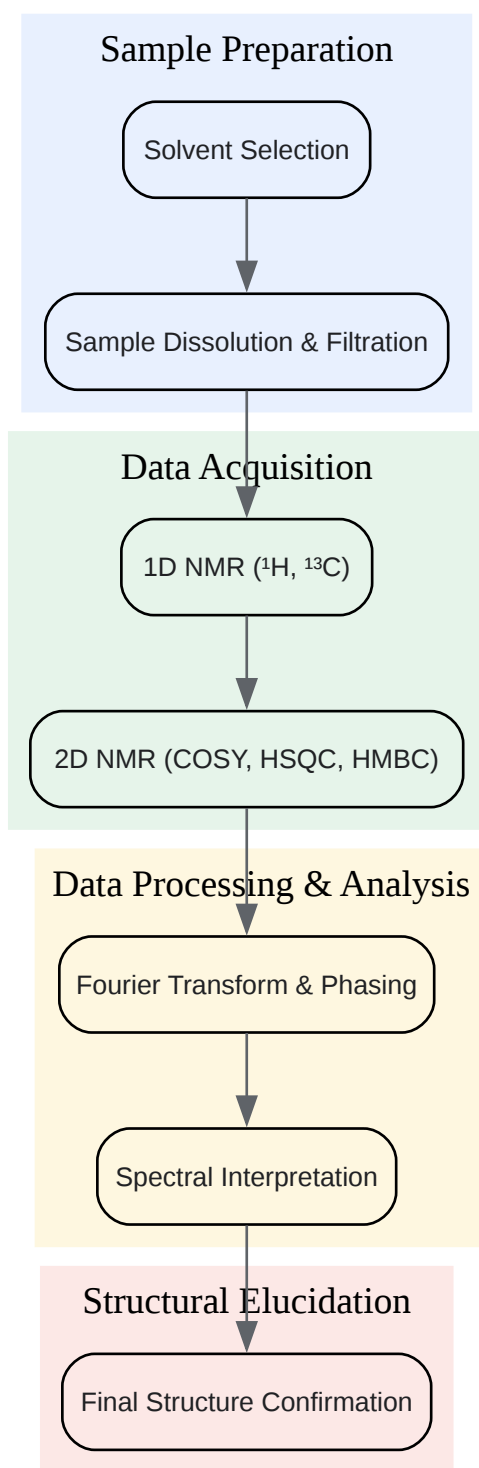 Sample Preparation
Solvent Selection
Sample Dissolution & Filtration
Data Acquisition
1D NMR (¹H, ¹³C)
2D NMR (COSY, HSQC, HMBC)
Data Processing & Analysis
Fourier Transform & Phasing
Spectral Interpretation
Structural Elucidation
Final Structure Confirmation